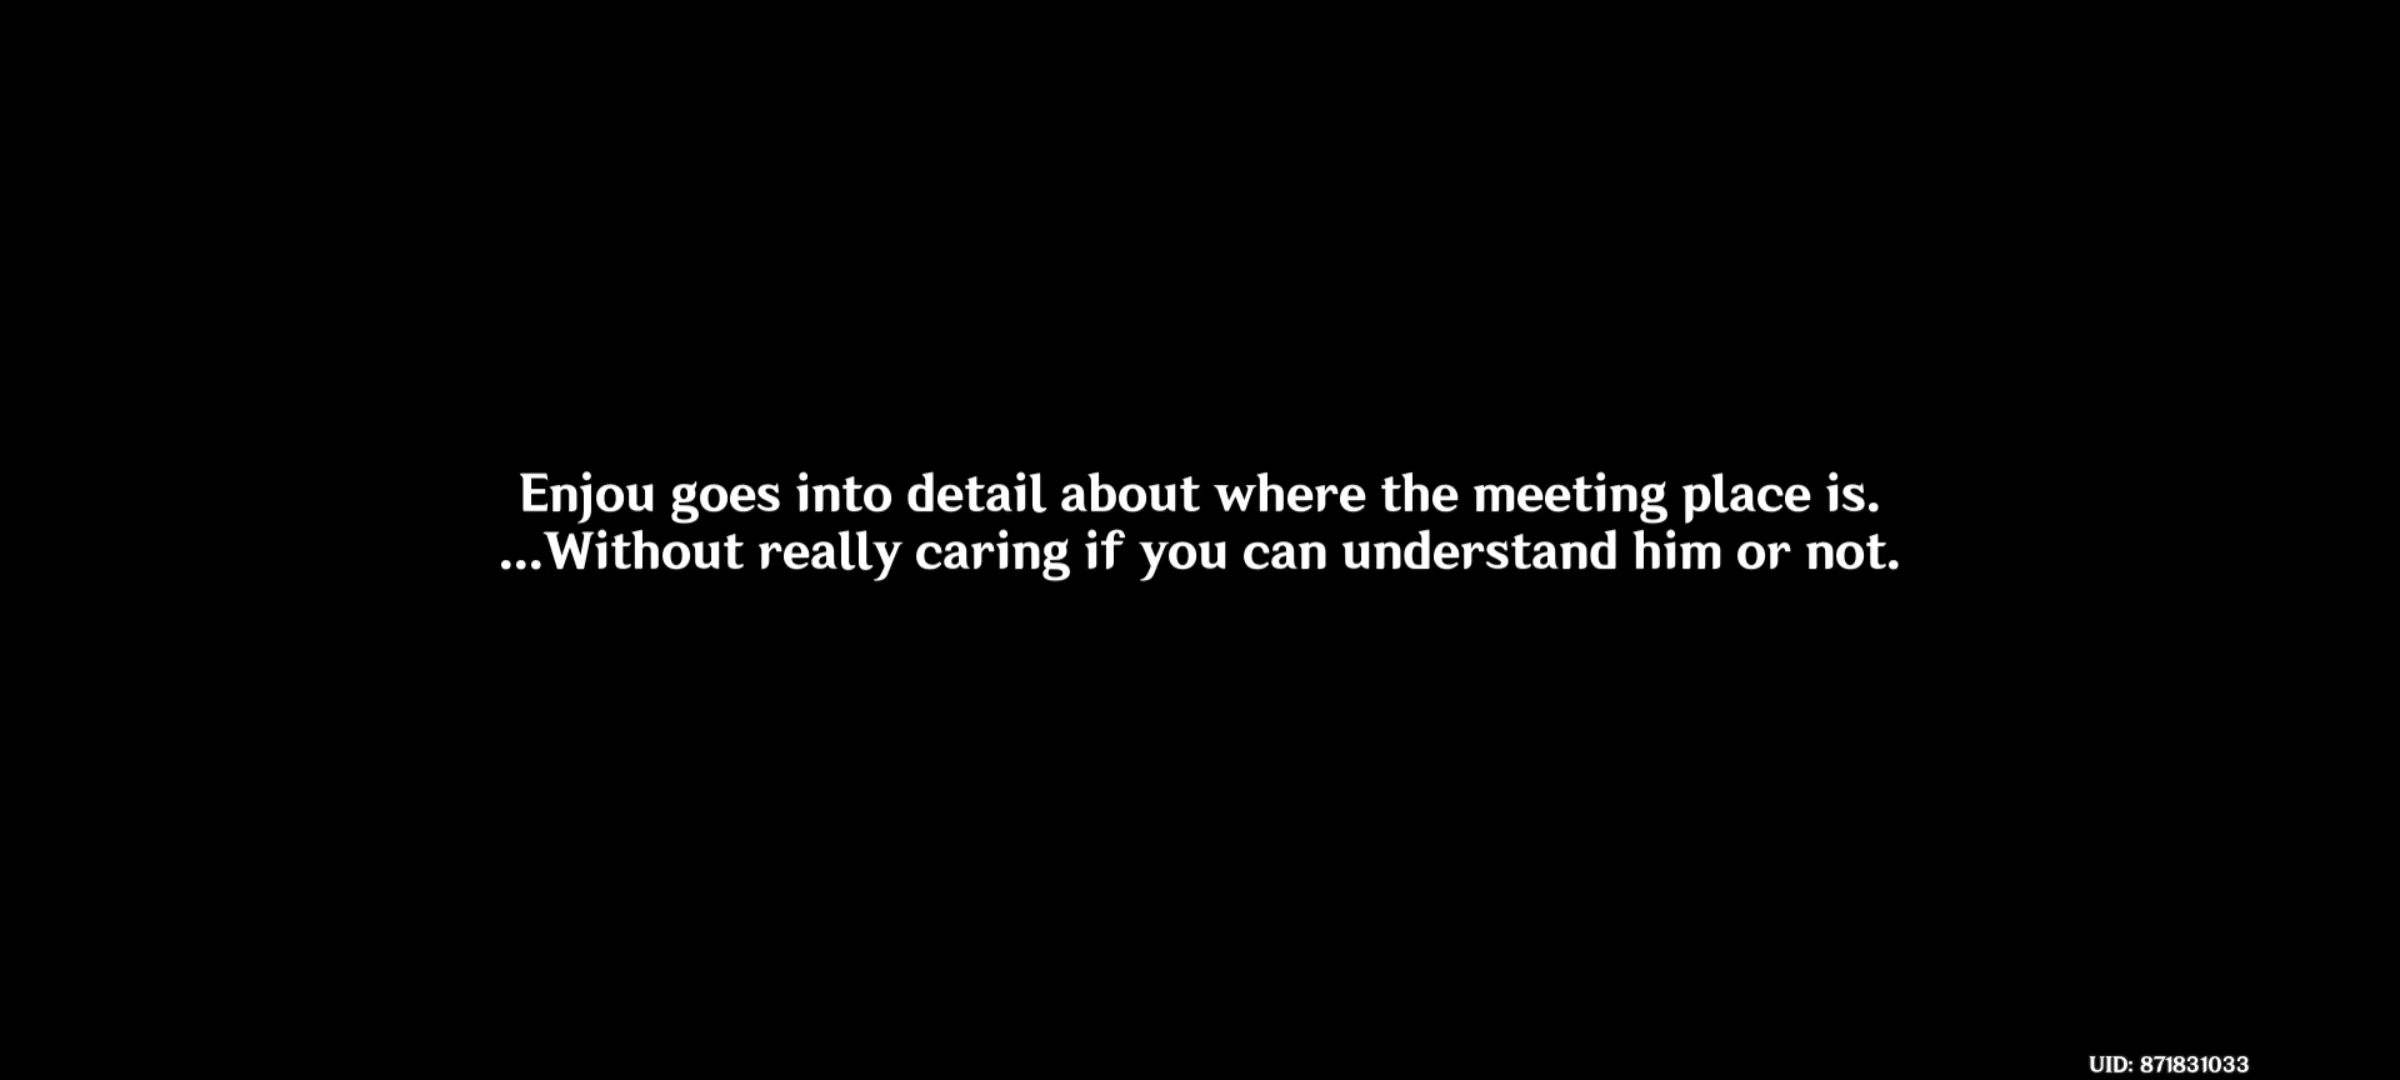 Enjou goes into detail about where the meeting place is.
...Without really caring if you can understand him or not.
UID: 871831033